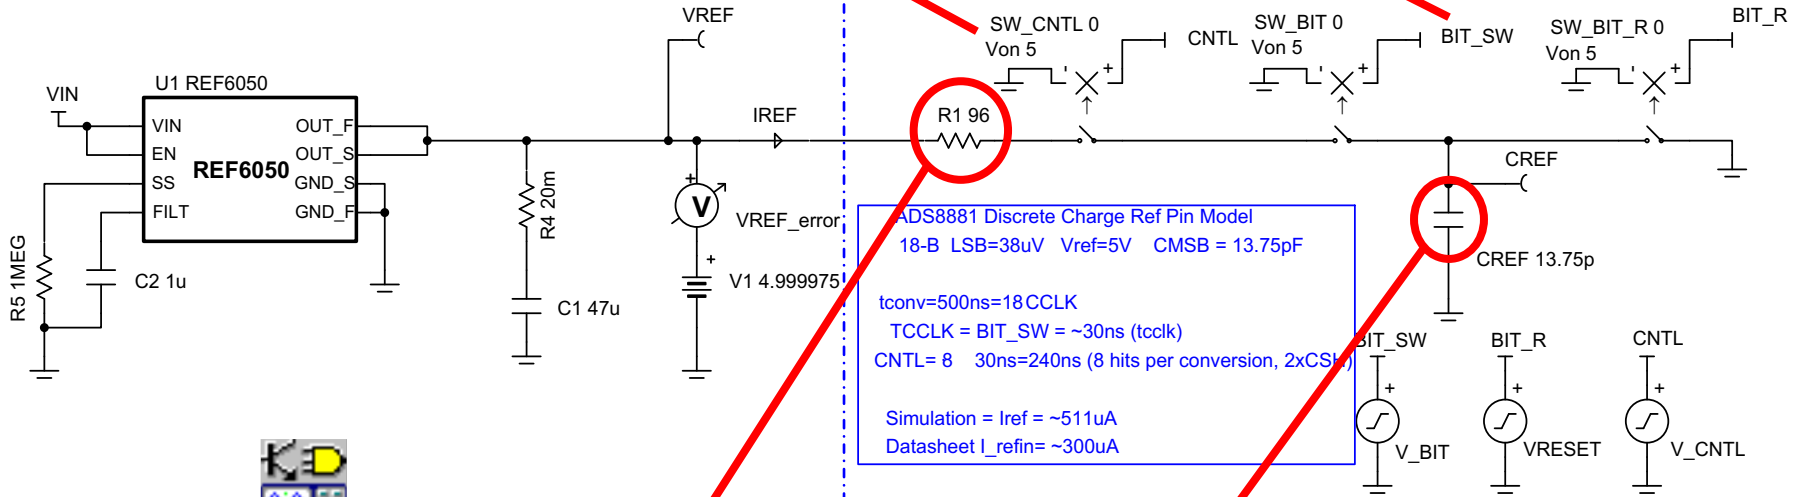 VREF
SW_CNTL 0
Von 5
CNTL
SW_BIT 0
Von 5
BIT_SW
SW_BIT_R 0
Von 5
BIT_R
U1 REF6050
VIN
VIN
EN
SS
FILT
REF6050
OUT_F
OUT_S
GND_S
GND_F
IREF
R1 96
CREF
R4 20m
V
VREF_error
R5 1MEG
C2 1u
C1 47u
V1 4.999975
CREF 13.75p
ADS8881 Discrete Charge Ref Pin Model
18-B LSB=38uV Vref=5V CMSB = 13.75pF
tconv=500ns=18CCLK
TCCLK = BIT_SW = ~30ns (tcclk)
CNTL= 8 30ns=240ns (8 hits per conversion, 2xCSH)
Simulation = Iref = ~511uA
Datasheet I_refin= ~300uA
BIT_SW
BIT_R
CNTL
V_BIT
VRESET
V_CNTL
+
+
+
+
+
+
+
+